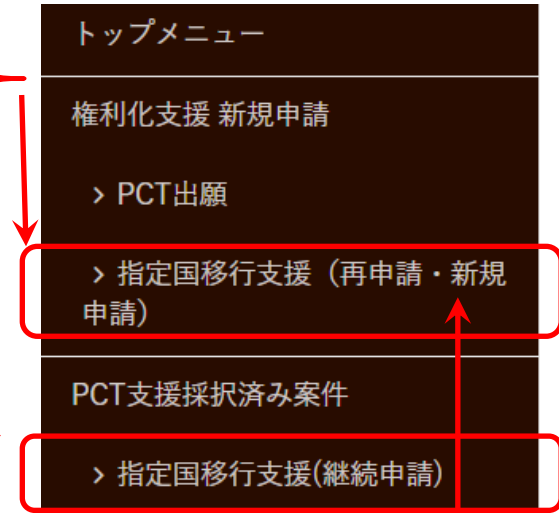 トップメニュー
権利化支援 新規申請
> PCT出願
> 指定国移行支援（再申請・新規
申請）
PCT支援採択済み案件
> 指定国移行支援(継続申請)